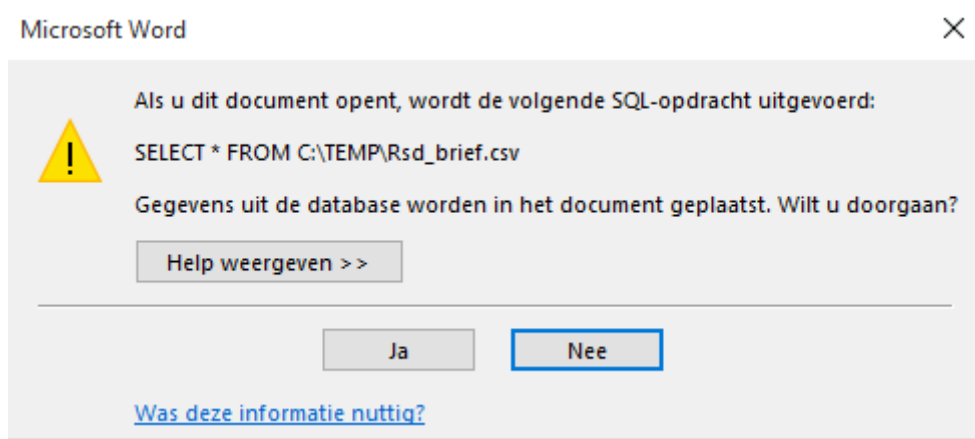 Microsoft Word
Als u dit document opent, wordt de volgende SQL-opdracht uitgevoerd:
SELECT * FROM C:\TEMP\Rsd_brief.csv
Gegevens uit de database worden in het document geplaatst. Wilt u doorgaan?
Help weergeven >>
Ja
Nee
Was deze informatie nuttig?